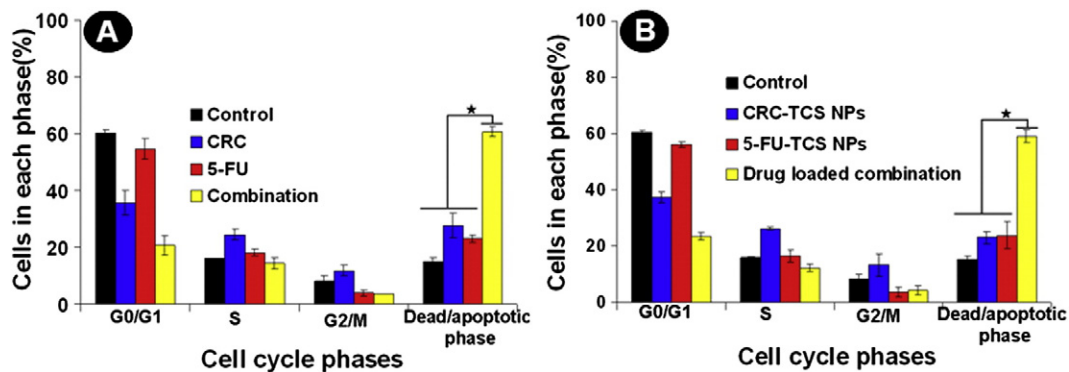 A
Cells in each phase(%)
100
80
60
40
20
0
Control
CRC
5-FU
Combination
★
G0/G1
S
G2/M
Dead/apoptotic
phase
Cell cycle phases
B
Cells in each phase(%)
100
80
60
40
20
0
Control
CRC-TCS NPs
5-FU-TCS NPs
Drug loaded combination
★
G0/G1
S
G2/M
Dead/apoptotic
phase
Cell cycle phases